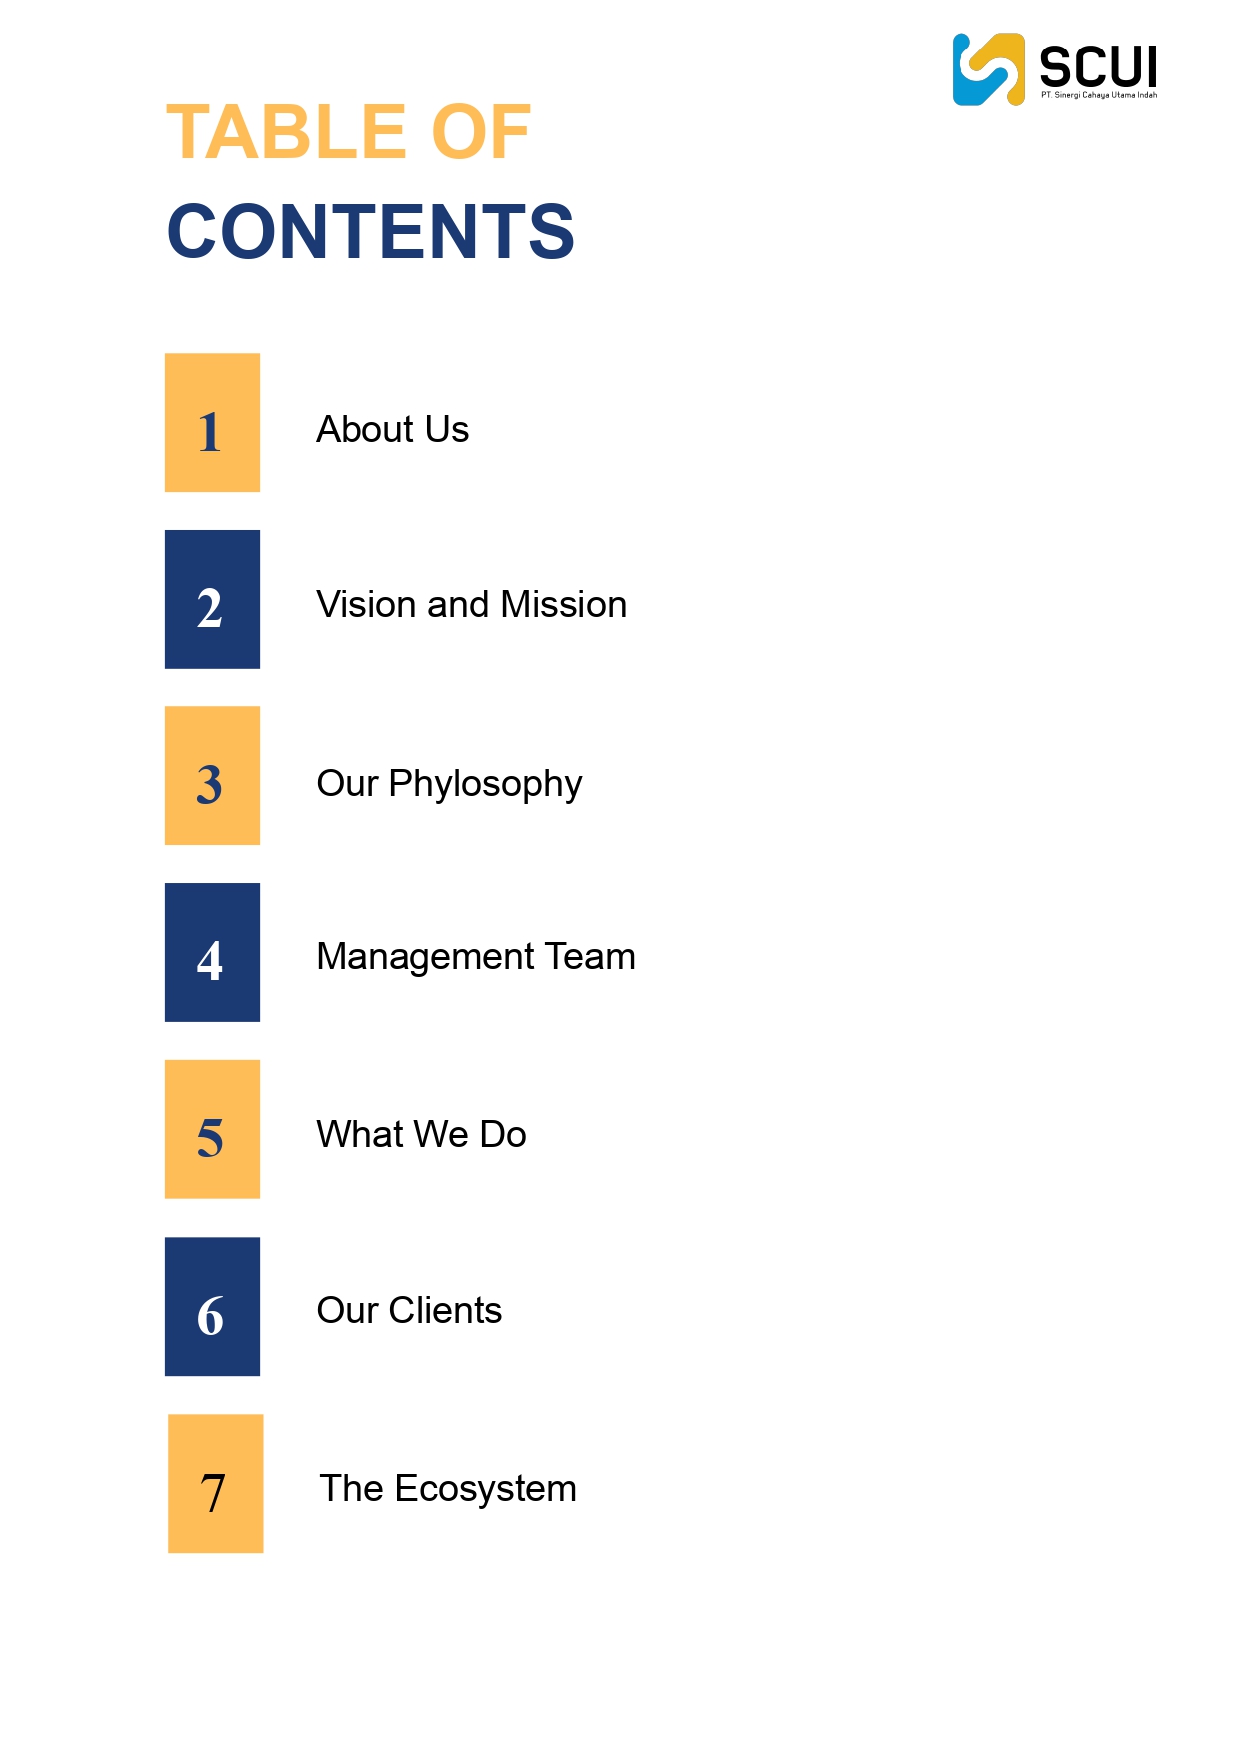 SCUI
PT. Sinergi Cahaya Utama Indah
TABLE OF
CONTENTS
1
About Us
2
Vision and Mission
3
Our Phylosophy
4
Management Team
5
What We Do
6
Our Clients
7
The Ecosystem